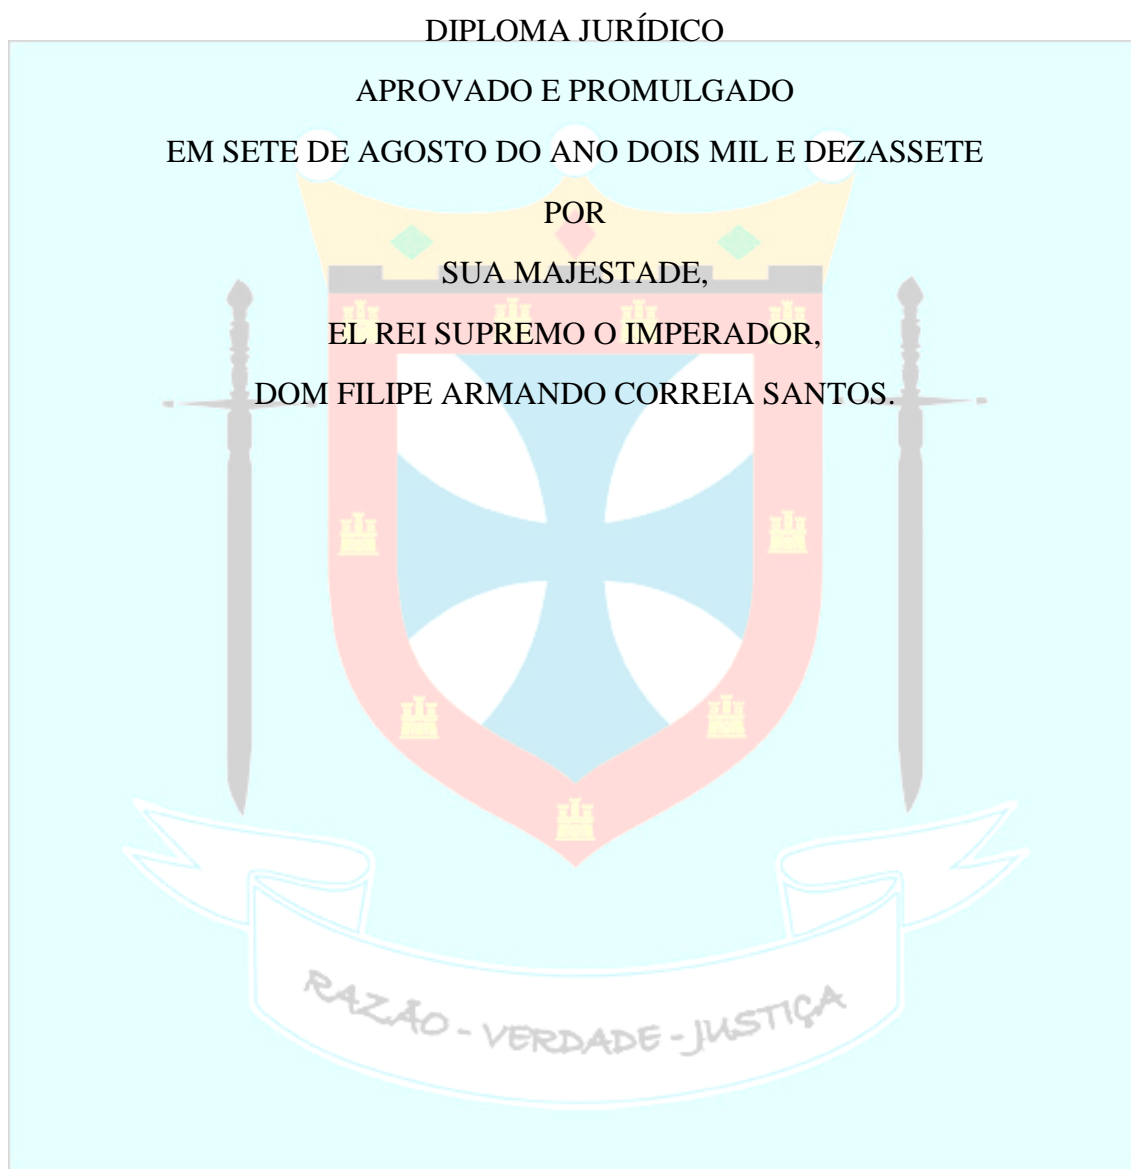 DIPLOMA JURÍDICO
APROVADO E PROMULGADO
EM SETE DE AGOSTO DO ANO DOIS MIL E DEZASSETE
POR
SUA MAJESTADE,
EL REI SUPREMO O IMPERADOR,
DOM FILIPE ARMANDO CORREIA SANTOS.
RAZÃO - VERDADE - JUSTIÇA